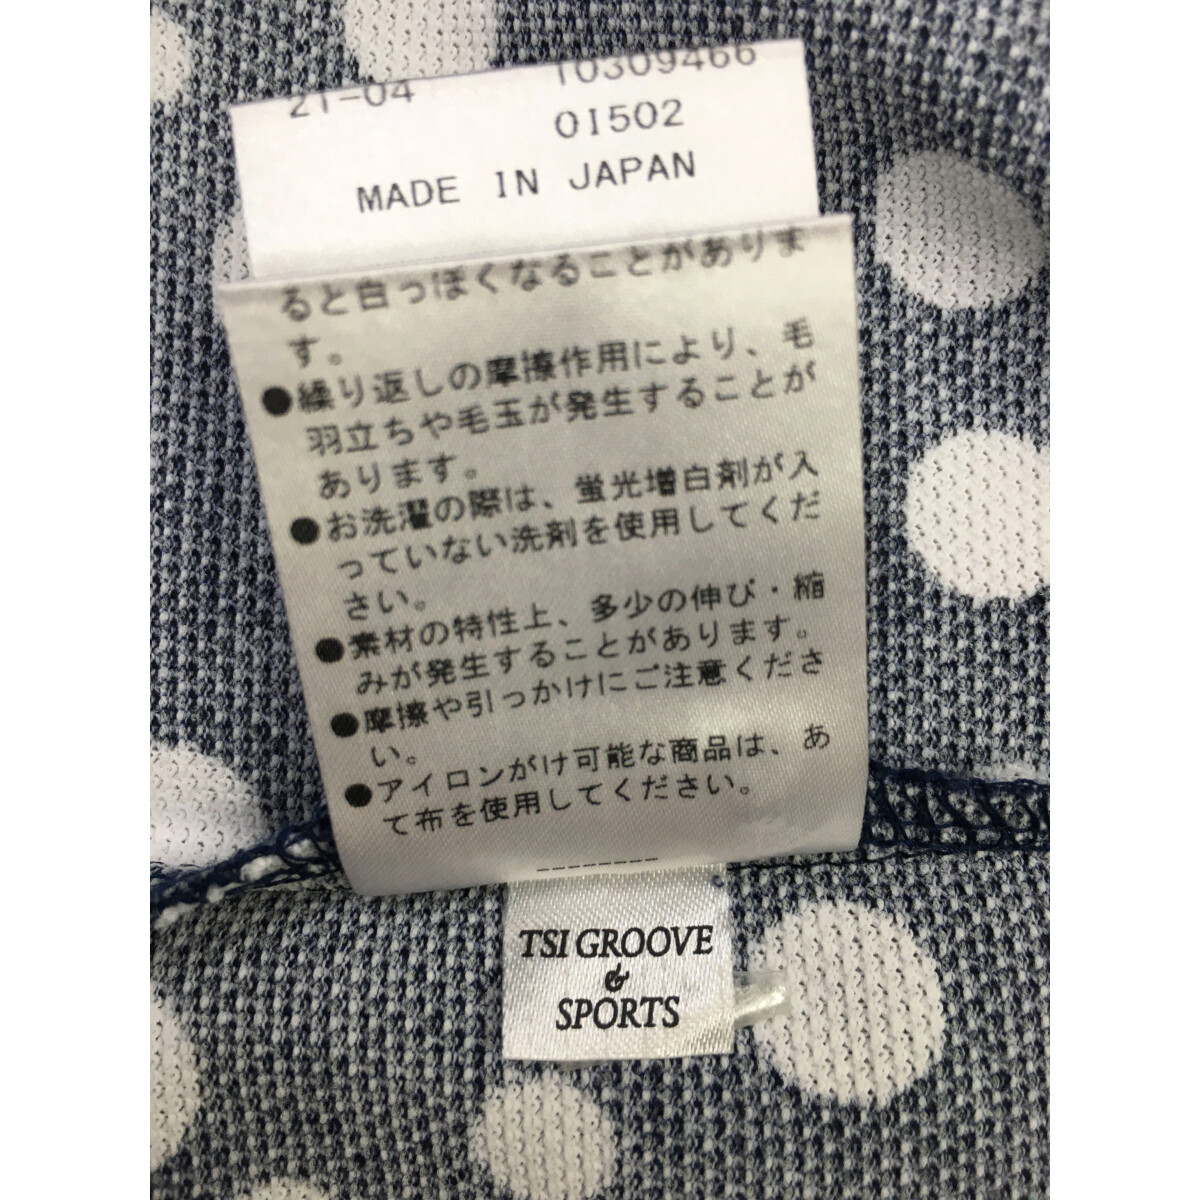 21-04 10309466
01502
MADE IN JAPAN
ると白っぽくなることがありま
す。
●繰り返しの摩擦作用により、毛
羽立ちや毛玉が発生することが
あります。
●お洗濯の際は、蛍光増白剤が入
っていない洗剤を使用してくだ
さい。
●素材の特性上、多少の伸び・縮
みが発生することがあります。
●摩擦や引っかけにご注意くださ
い。
●アイロンがけ可能な商品は、あ
て布を使用してください。
--------
TSI GROOVE
&
SPORTS